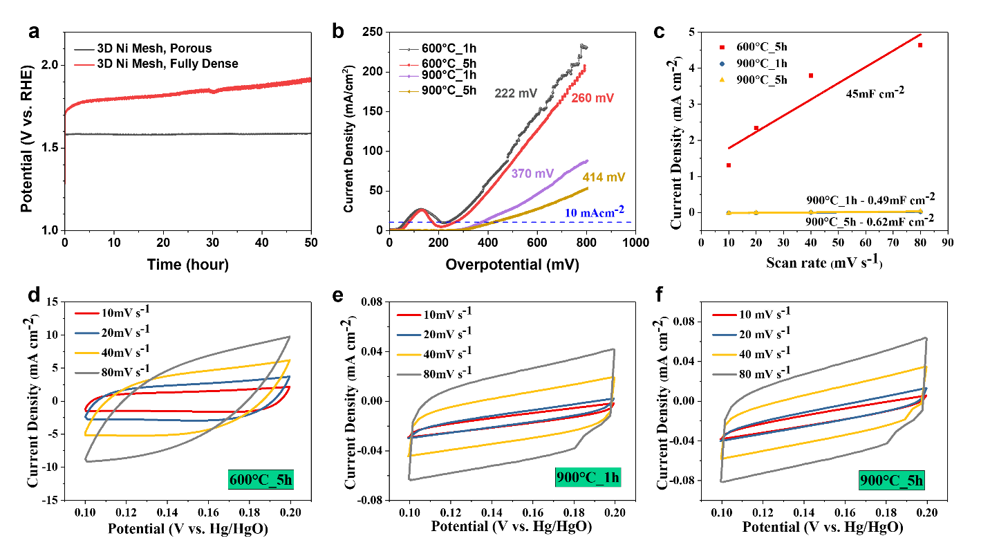 a
3D Ni Mesh, Porous
3D Ni Mesh, Fully Dense
Potential (V vs. RHE)
2.0
1.5
1.0
0
10
20
30
40
50
Time (hour)
b
600°C_1h
600°C_5h
900°C_1h
900°C_5h
222 mV
260 mV
370 mV
414 mV
10 mAcm-2
Current Density (mA/cm2)
250
200
150
100
50
0
0
200
400
600
800
1000
Overpotential (mV)
c
600°C_5h
900°C_1h
900°C_5h
45mF cm-2
900°C_1h - 0.49mF cm-2
900°C_5h - 0.62mF cm-2
Current Density (mA cm-2)
5
4
3
2
1
0
0
10
20
30
40
50
60
70
80
90
Scan rate (mV s-1)
d
10mV s-1
20mV s-1
40mV s-1
80mV s-1
600°C_5h
Current Density (mA cm-2)
15
10
5
0
-5
-10
-15
0.10
0.12
0.14
0.16
0.18
0.20
Potential (V vs. Hg/HgO)
e
10mV s-1
20mV s-1
40mV s-1
80mV s-1
900°C_1h
Current Density (mA cm-2)
0.08
0.04
0.00
-0.04
-0.08
0.10
0.12
0.14
0.16
0.18
0.20
Potential (V vs. Hg/HgO)
f
10 mV s-1
20 mV s-1
40 mV s-1
80 mV s-1
900°C_5h
Current Density (mA cm-2)
0.08
0.04
0.00
-0.04
-0.08
0.10
0.12
0.14
0.16
0.18
0.20
Potential (V vs. Hg/HgO)